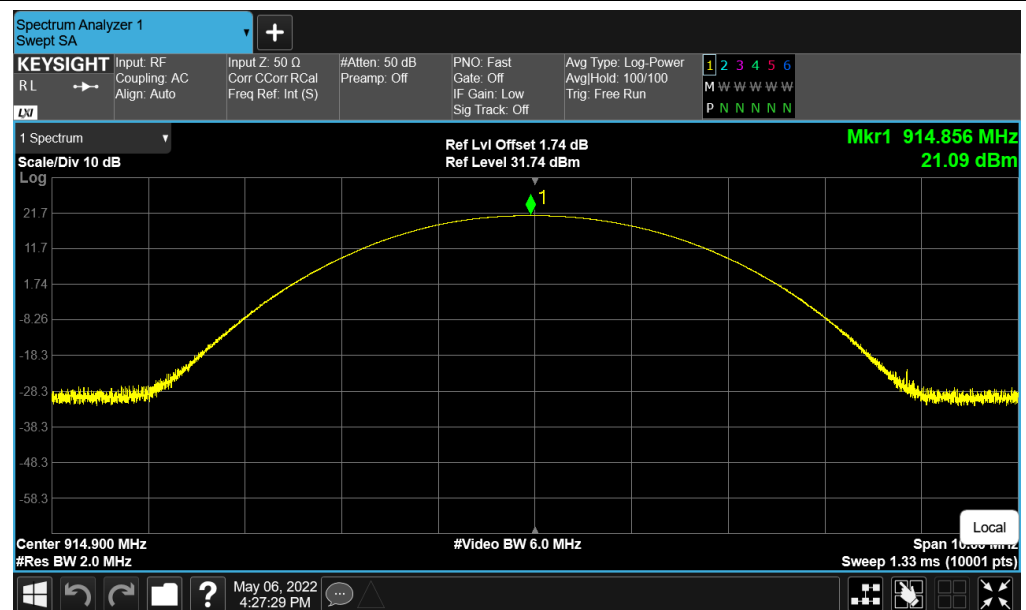 Spectrum Analyzer 1
Swept SA
+
KEYSIGHT
R L
LXI
Input: RF
Coupling: AC
Align: Auto
Input Z: 50 Ω
Corr CCorr RCal
Freq Ref: Int (S)
#Atten: 50 dB
Preamp: Off
PNO: Fast
Gate: Off
IF Gain: Low
Sig Track: Off
Avg Type: Log-Power
Avg|Hold: 100/100
Trig: Free Run
1 2 3 4 5 6
M W W W W W
P N N N N N
1 Spectrum
Scale/Div 10 dB
Ref Lvl Offset 1.74 dB
Ref Level 31.74 dBm
Mkr1 914.856 MHz
21.09 dBm
Log
1
21.7
11.7
1.74
-8.26
-18.3
-28.3
-38.3
-48.3
-58.3
Local
Center 914.900 MHz
#Video BW 6.0 MHz
Span 10.00 MHz
#Res BW 2.0 MHz
Sweep 1.33 ms (10001 pts)
?
May 06, 2022
4:27:29 PM